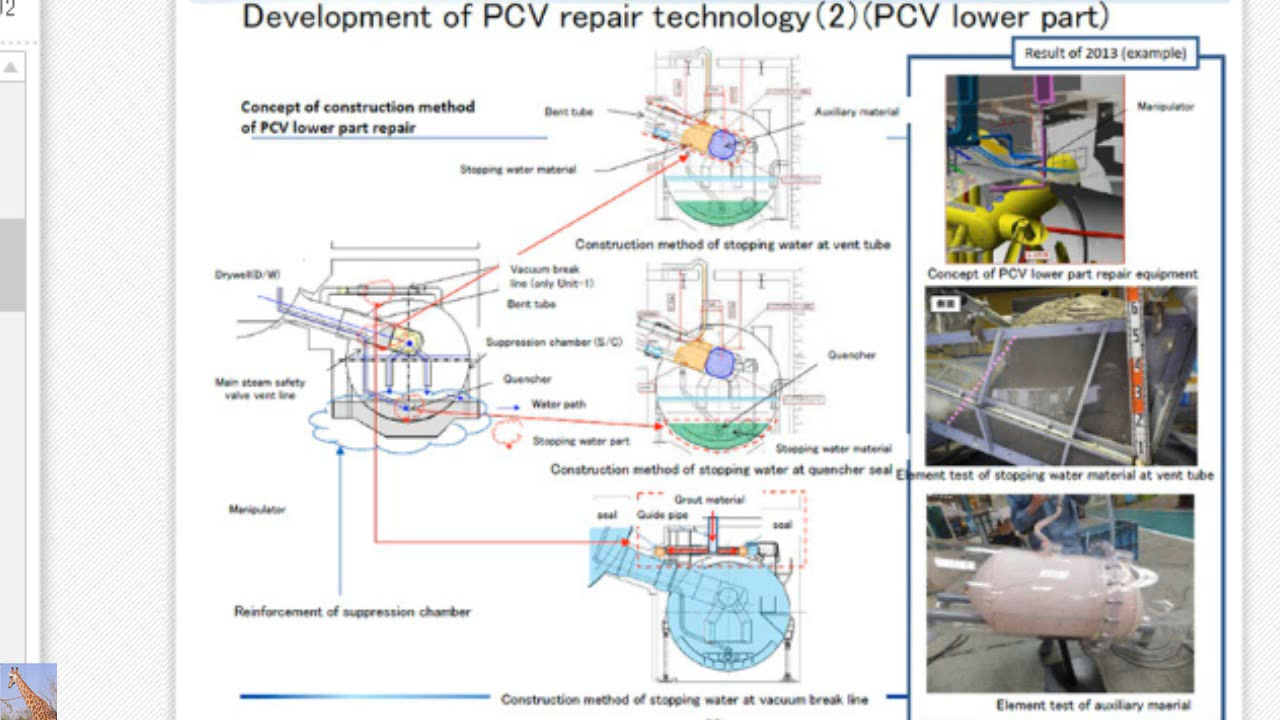 Development of PCV repair technology(2)(PCV lower part)
Result of 2013 (example)
Concept of construction method
of PCV lower part repair
Bent tube
Auxiliary material
Stopping water material
Construction method of stopping water at vent tube
Manipulator
Concept of PCV lower part repair equipment
Drywell(D/W)
Vacuum break
line (only Unit-1)
Bent tube
Suppression chamber (S/C)
Main steam safety
valve vent line
Quencher
Water path
Stopping water part
Quencher
Stopping water material
Construction method of stopping water at quencher seal
Element test of stopping water material at vent tube
Manipulator
Reinforcement of suppression chamber
Grout material
seal
Guide pipe
seal
Construction method of stopping water at vacuum break line
Element test of auxiliary maerial